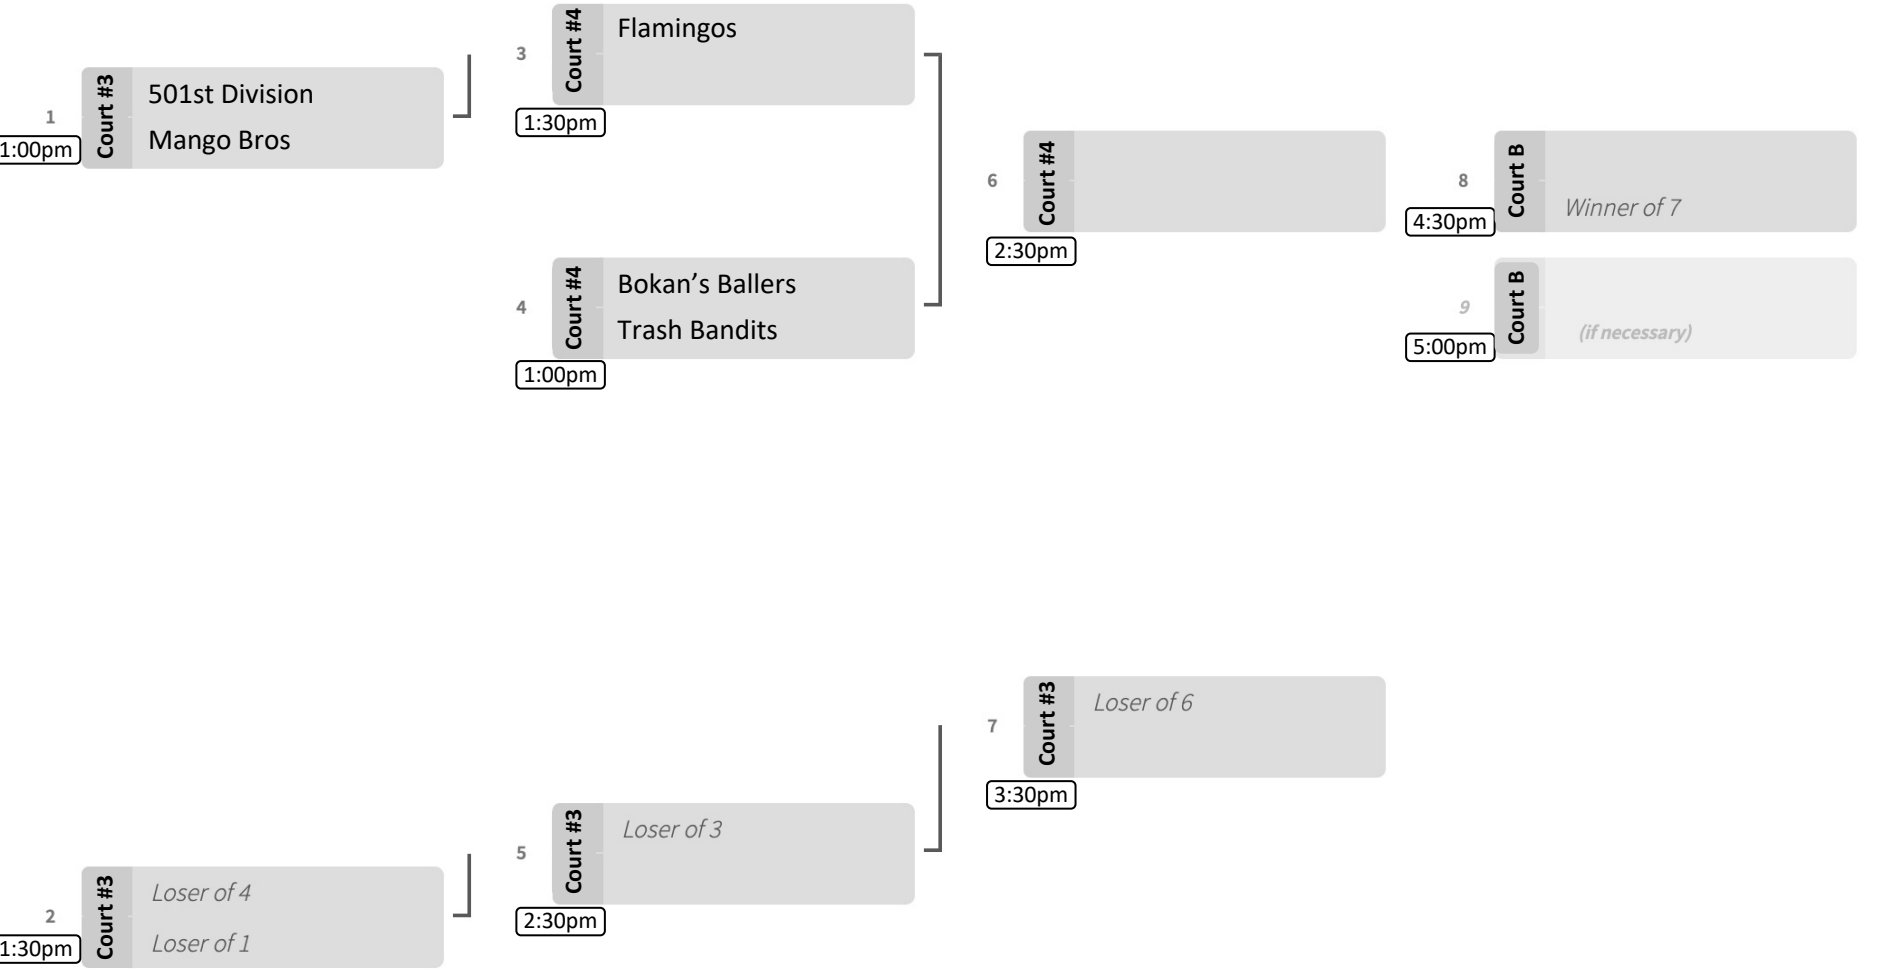 1
1:00pm
Court #3
501st Division
Mango Bros
3
1:30pm
Court #4
Flamingos
4
1:00pm
Court #4
Bokan’s Ballers
Trash Bandits
6
2:30pm
Court #4
8
4:30pm
Court B
Winner of 7
9
5:00pm
Court B
(if necessary)
2
1:30pm
Court #3
Loser of 4
Loser of 1
5
2:30pm
Court #3
Loser of 3
7
3:30pm
Court #3
Loser of 6